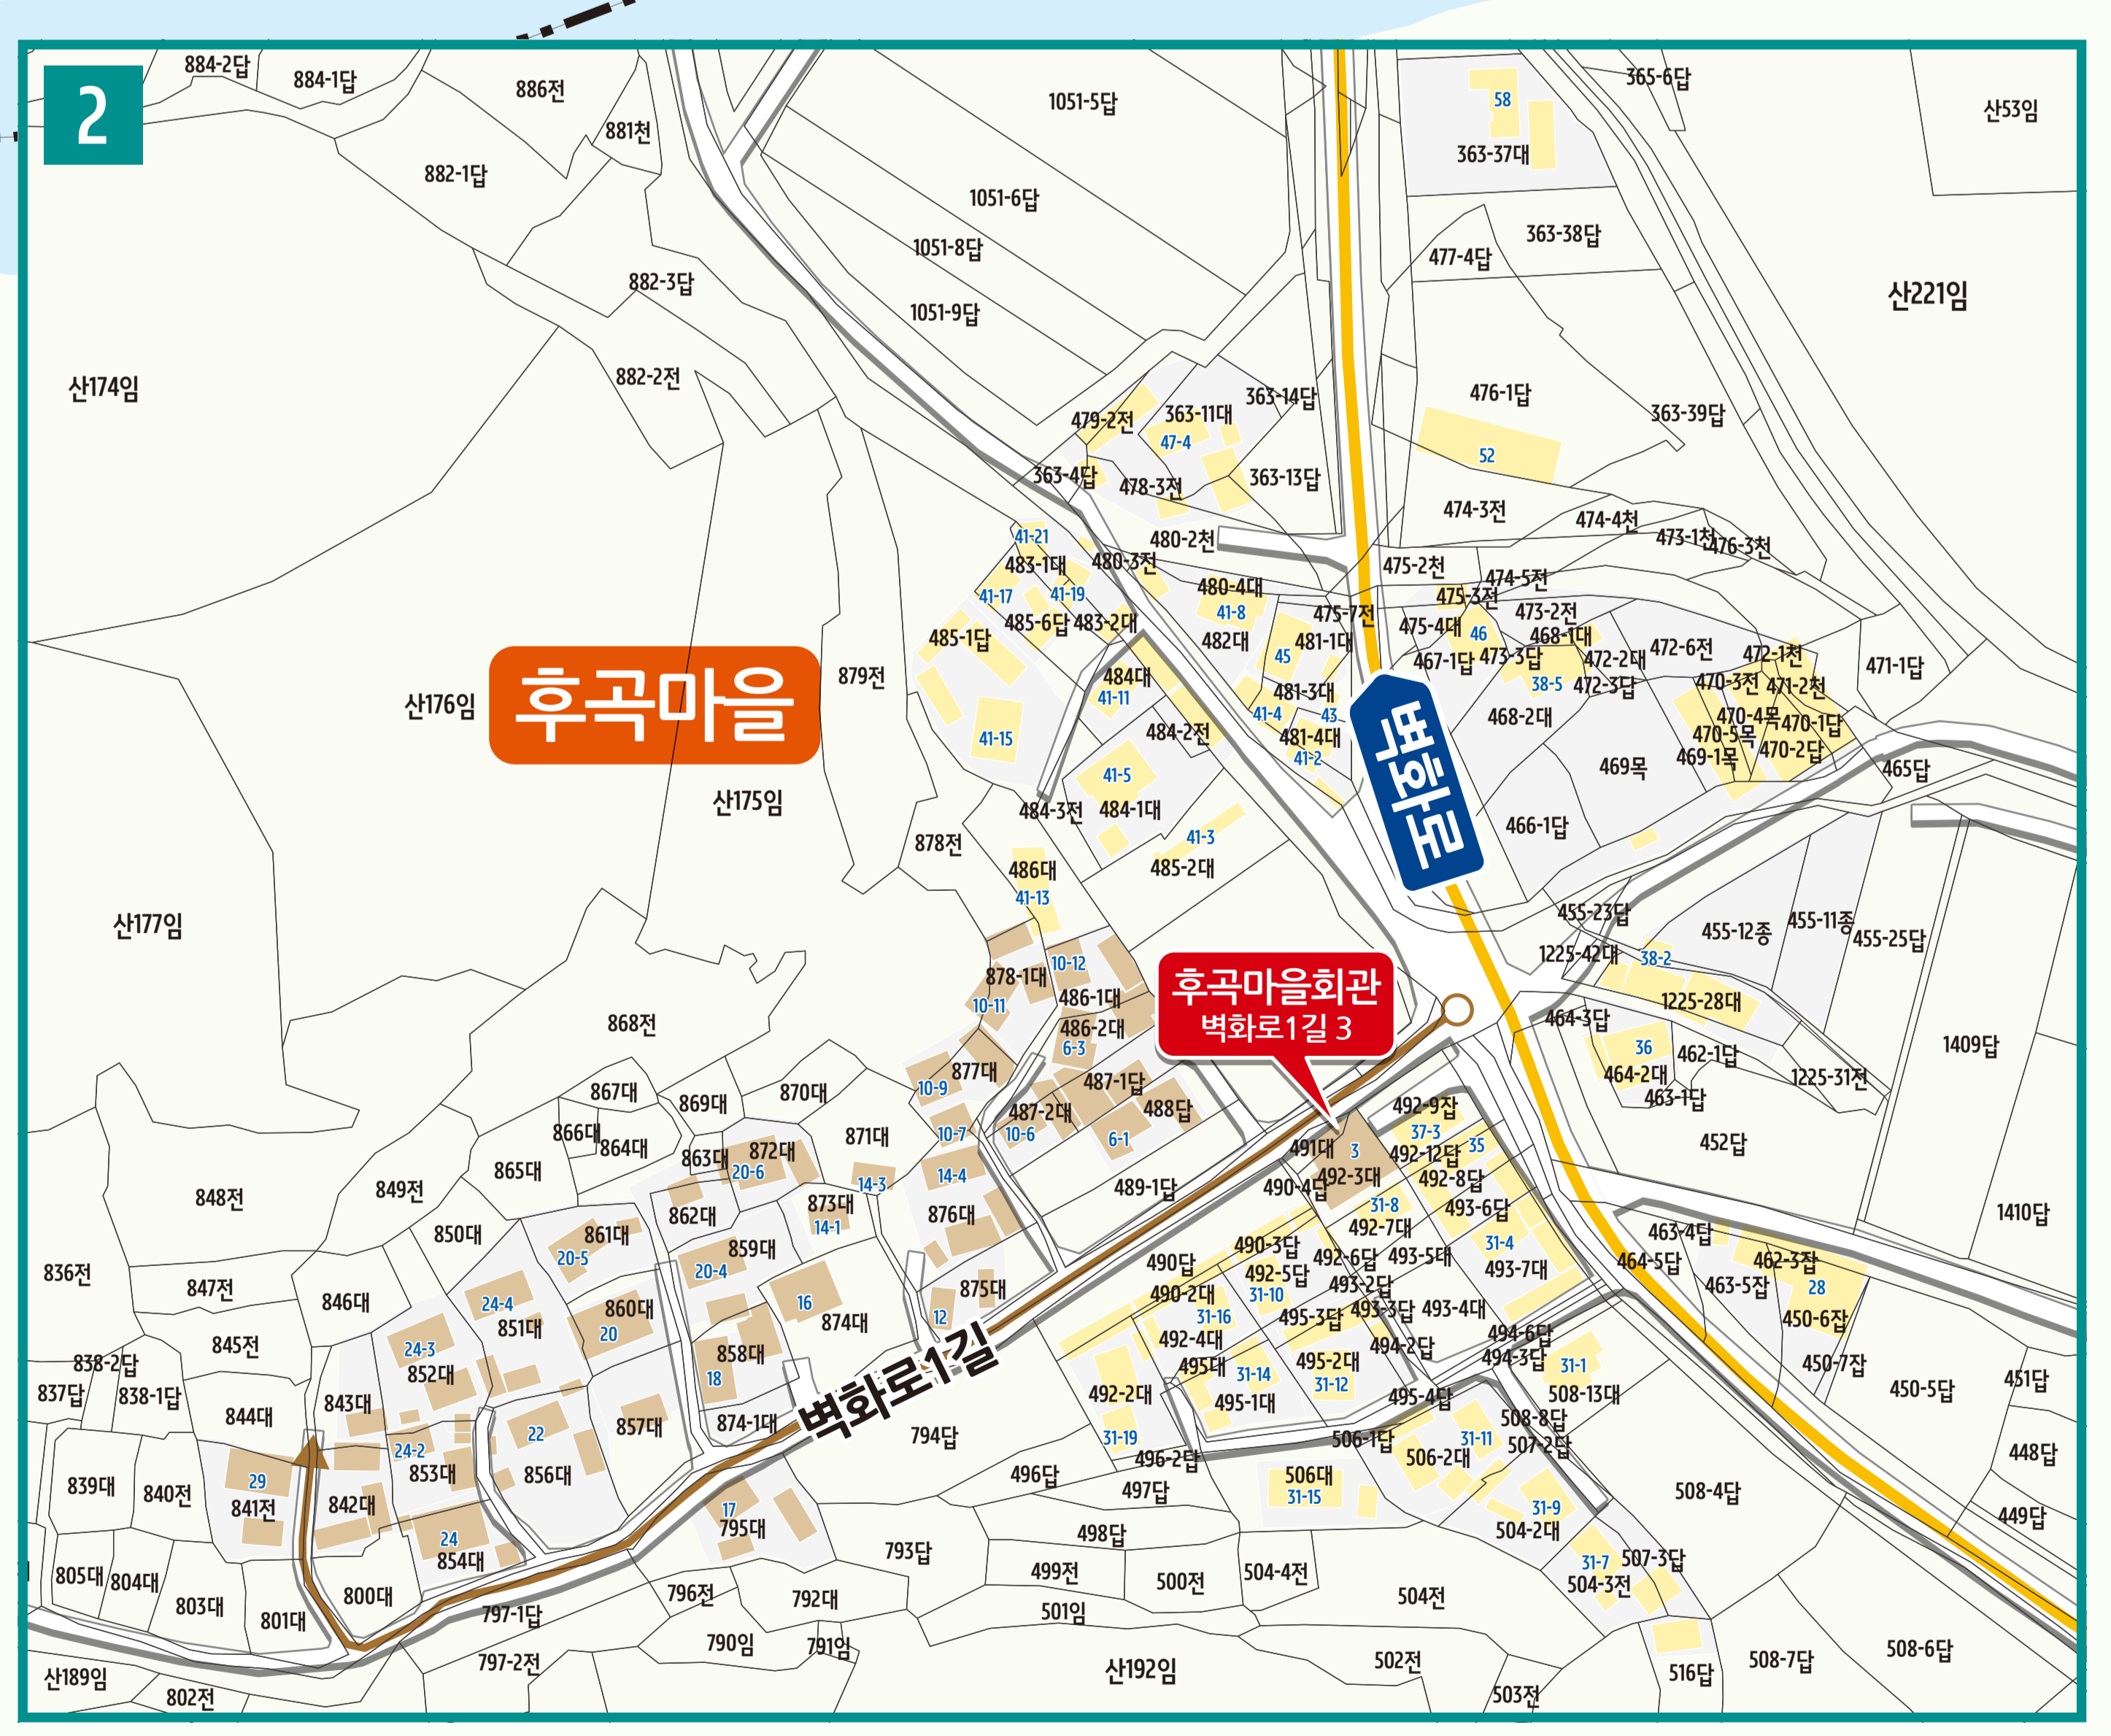 2
884-2답
884-1답
886전
881천
882-1답
882-3답
882-2전
1051-5답
1051-6답
1051-8답
1051-9답
58
363-37대
365-6답
산53임
363-38답
477-4답
산221임
산174임
363-14답
363-11대
479-2전
47-4
476-1답
363-39답
52
363-4답
478-3전
363-13답
474-3전
474-4천
473-1천
476-3천
41-21
480-2천
483-1대
480-3전
475-2천
474-5전
41-17
41-19
480-4대
41-8
475-3전
475-7전
473-2전
485-6답
483-2대
485-1답
482대
481-1대
475-4대
46
468-1대
45
467-1답
473-3답
472-2대
472-6전
472-1천
471-1답
후곡마을
산176임
879전
484대
41-11
481-3대
38-5
472-3답
470-3전
471-2천
41-4
43
468-2대
470-4목
470-1답
41-15
484-2전
481-4대
470-5목
470-2답
41-2
469-1목
벽화로
산175임
41-5
469목
465답
484-3전
484-1대
466-1답
41-3
878전
485-2대
486대
41-13
산177임
455-23답
455-12종
455-11종
455-25답
1225-42대
38-2
878-1대
10-12
10-11
486-1대
후곡마을회관
벽화로1길 3
1225-28대
868전
486-2대
6-3
464-3답
36
462-1답
1409답
464-2대
1225-31전
463-1답
877대
10-9
487-1답
867대
869대
870대
487-2대
488답
492-9잡
10-7
10-6
6-1
866대
864대
871대
37-3
35
452답
863대
872대
491대
3
492-12답
20-6
865대
14-4
14-3
492-3대
492-8답
490-4답
489-1답
848전
849전
873대
14-1
31-8
493-6답
862대
876대
492-7대
1410답
850대
861대
859대
490-3답
31-4
463-4답
20-5
20-4
490답
492-6답
493-5대
464-5답
462-3잡
836전
847전
492-5답
493-7대
463-5잡
28
490-2대
31-10
493-2답
875대
846대
24-4
860대
16
12
31-16
495-3답
493-3답
493-4대
450-6잡
851대
20
874대
492-4대
494-2답
494-6답
845전
24-3
858대
838-2답
852대
495대
495-2대
494-3답
31-1
450-7잡
18
31-14
31-12
837답
838-1답
492-2대
495-1대
495-4답
508-13대
450-5답
451답
843대
벽화로1길
844대
857대
874-1대
794답
31-19
22
508-8답
24-2
506-1답
31-11
507-2답
853대
856대
506-2대
496-2답
448답
839대
840전
29
496답
506대
841전
842대
497답
31-15
508-4답
17
31-9
449답
795대
498답
504-2대
24
854대
793답
31-7
507-3답
805대
804대
499전
500전
504-4전
504-3전
800대
796전
792대
504전
803대
801대
797-1답
501임
790임
791임
797-2전
508-6답
산189임
산192임
502전
516답
508-7답
802전
503전